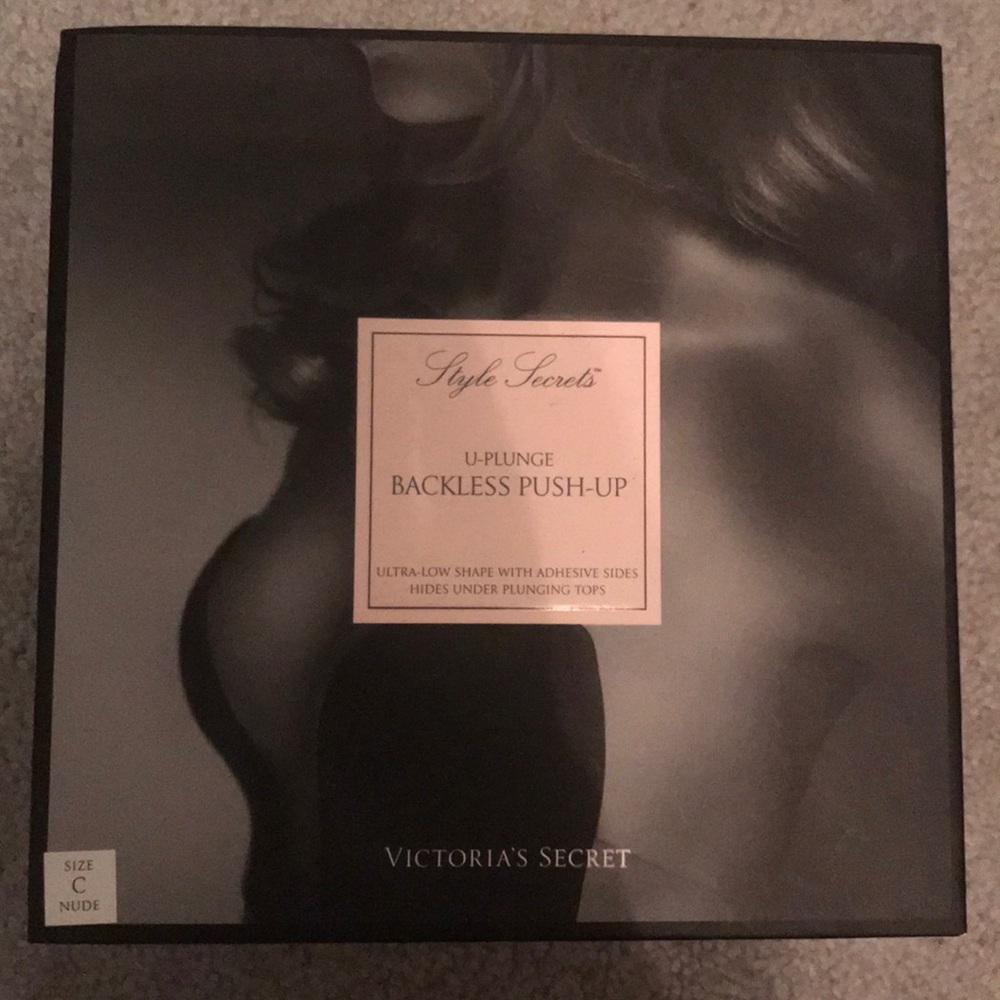 Style Secrets™
U-PLUNGE
BACKLESS PUSH-UP
ULTRA-LOW SHAPE WITH ADHESIVE SIDES
HIDES UNDER PLUNGING TOPS
VICTORIA'S SECRET
SIZE
C
NUDE